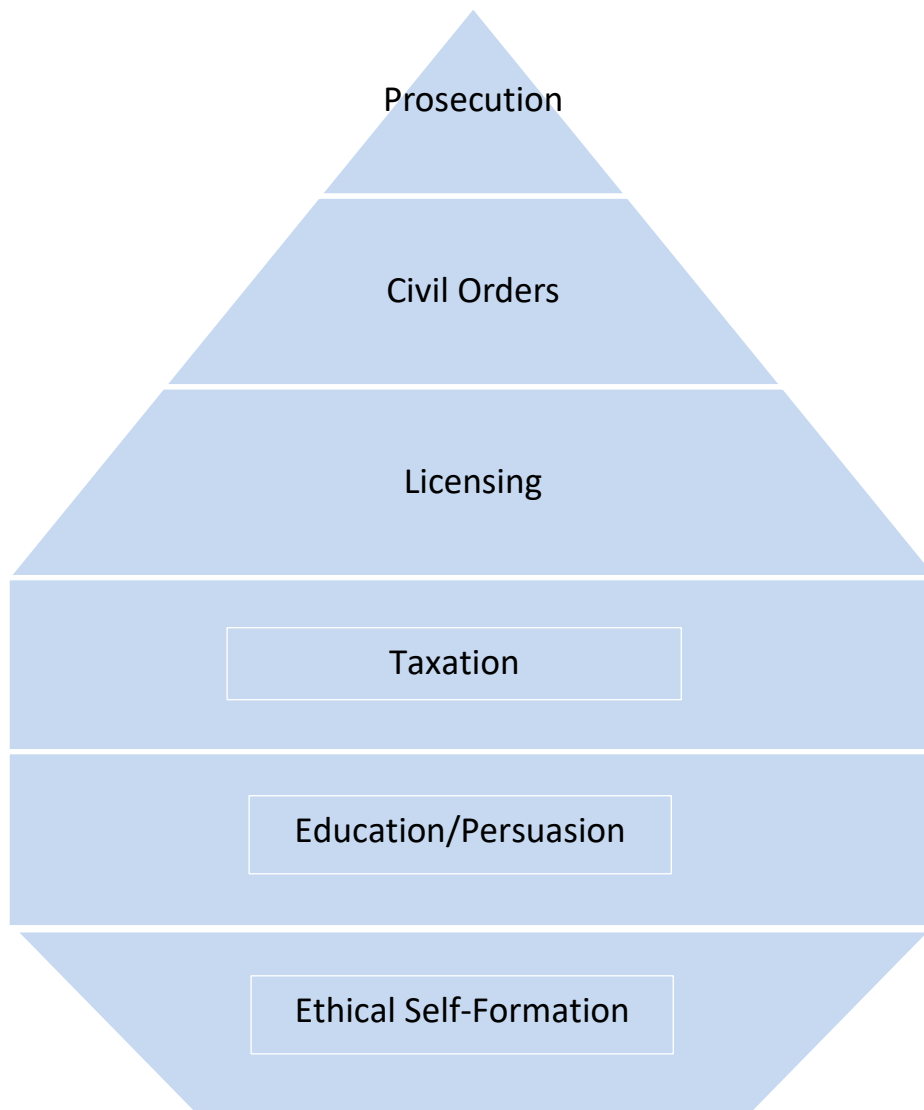 Prosecution
Civil Orders
Licensing
Taxation
Education/Persuasion
Ethical Self-Formation